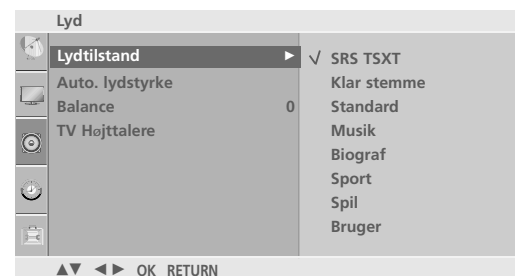 Lyd
Lydtilstand ►
Auto. lydstyrke
Balance 0
TV Højttalere
√ SRS TSXT
Klar stemme
Standard
Musik
Biograf
Sport
Spil
Bruger
▲▼ ◄► OK RETURN